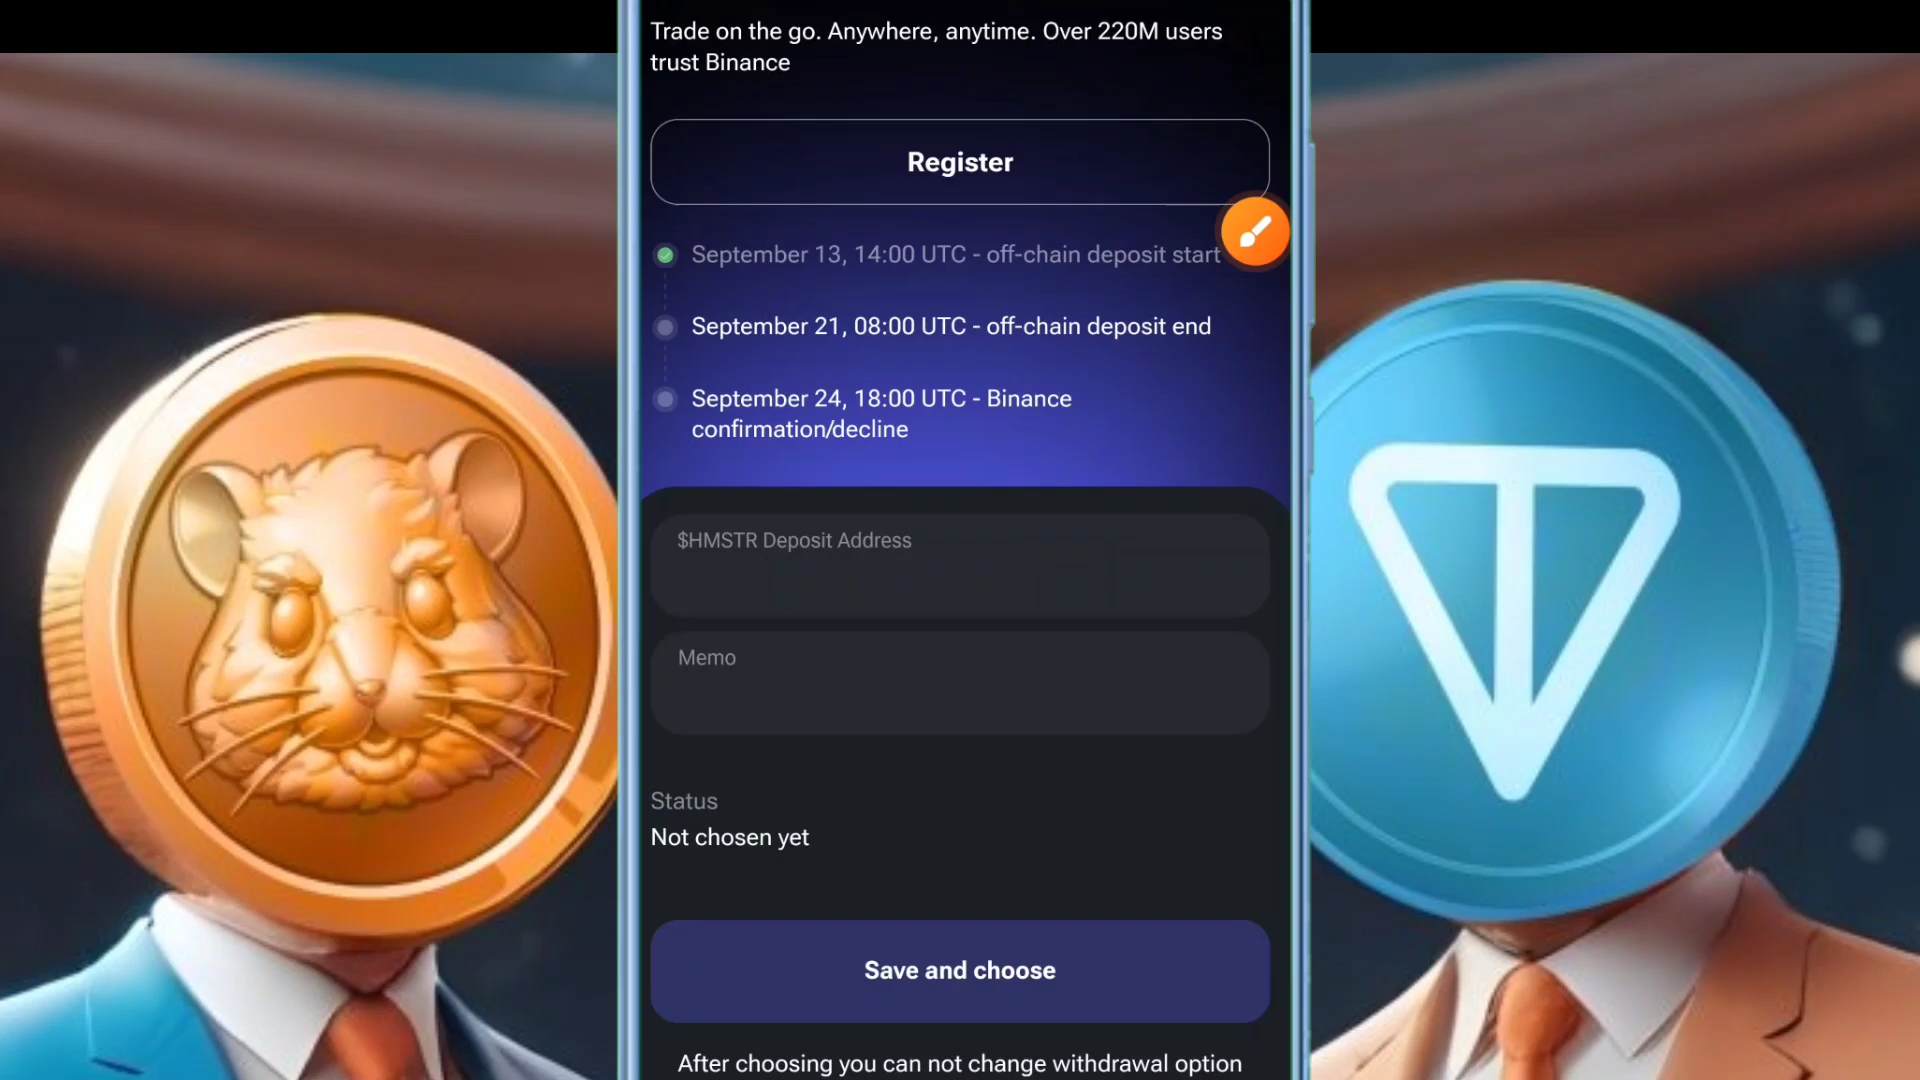 Trade on the go. Anywhere, anytime. Over 220M users
trust Binance
Register
September 13, 14:00 UTC - off-chain deposit start
September 21, 08:00 UTC - off-chain deposit end
September 24, 18:00 UTC - Binance
confirmation/decline
$HMSTR Deposit Address
Memo
Status
Not chosen yet
Save and choose
After choosing you can not change withdrawal option